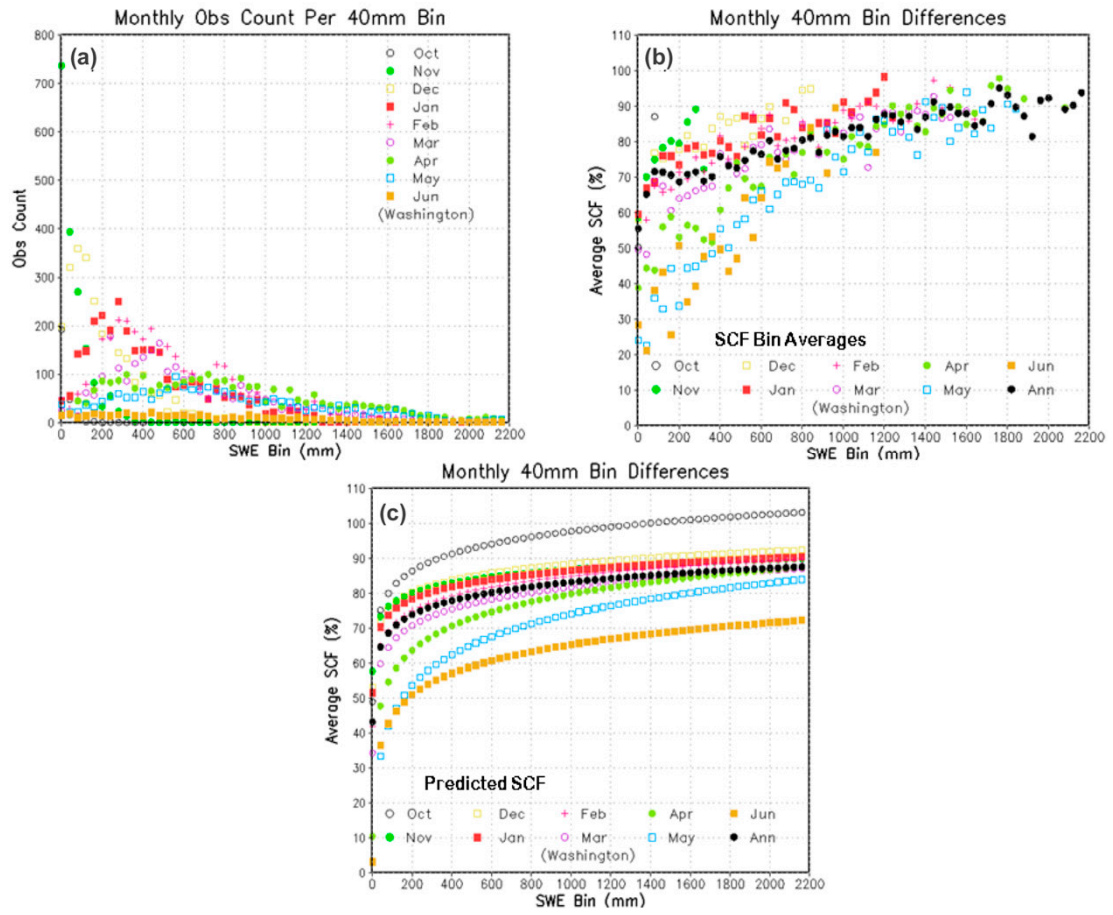 Monthly Obs Count Per 40mm Bin
(a)
800
700
600
500
400
300
200
100
0
Obs Count
Oct
Nov
Dec
Jan
Feb
Mar
Apr
May
Jun
(Washington)
0 200 400 600 800 1000 1200 1400 1600 1800 2000 2200
SWE Bin (mm)
Monthly 40mm Bin Differences
(b)
110
100
90
80
70
60
50
40
30
20
10
0
Average SCF (%)
SCF Bin Averages
Oct Dec Feb Apr Jun
Nov Jan Mar May Ann
(Washington)
0 200 400 600 800 1000 1200 1400 1600 1800 2000 2200
SWE Bin (mm)
Monthly 40mm Bin Differences
(c)
110
100
90
80
70
60
50
40
30
20
10
0
Average SCF (%)
Predicted SCF
Oct Dec Feb Apr Jun
Nov Jan Mar May Ann
(Washington)
0 200 400 600 800 1000 1200 1400 1600 1800 2000 2200
SWE Bin (mm)